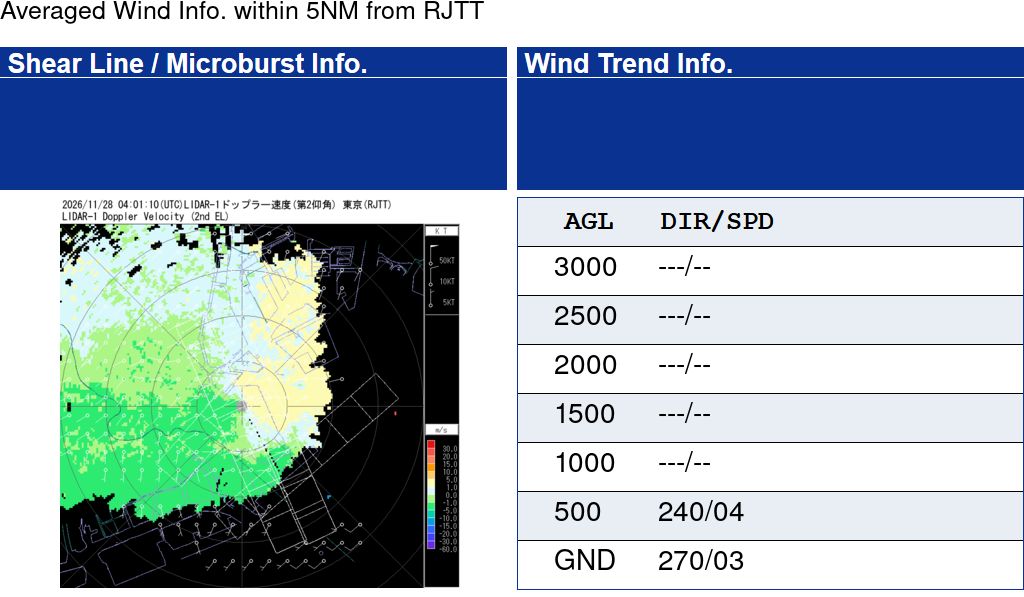 Averaged Wind Info. within 5NM from RJTT
Shear Line / Microburst Info.
Wind Trend Info.
2026/11/28 04:01:10(UTC)LIDAR-1ドップラー速度(第2仰角) 東京(RJTT)
LIDAR-1 Doppler Velocity (2nd EL)
K T
50KT
10KT
5KT
m/s
30.0
20.0
15.0
10.0
5.0
1.0
0.0
-1.0
-5.0
-10.0
-15.0
-20.0
-30.0
-60.0
AGL DIR/SPD
3000 ---/--
2500 ---/--
2000 ---/--
1500 ---/--
1000 ---/--
500 240/04
GND 270/03